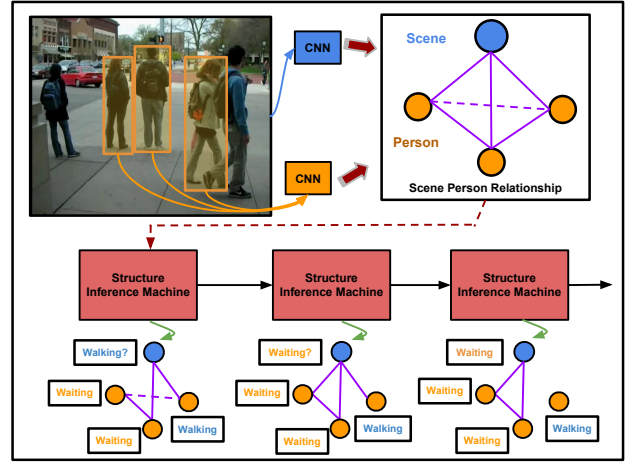 CNN
Scene
Person
CNN
Scene Person Relationship
Structure
Inference Machine
Structure
Inference Machine
Structure
Inference Machine
Walking?
Waiting
Waiting
Walking
Waiting?
Waiting
Waiting
Walking
Waiting
Waiting
Waiting
Walking